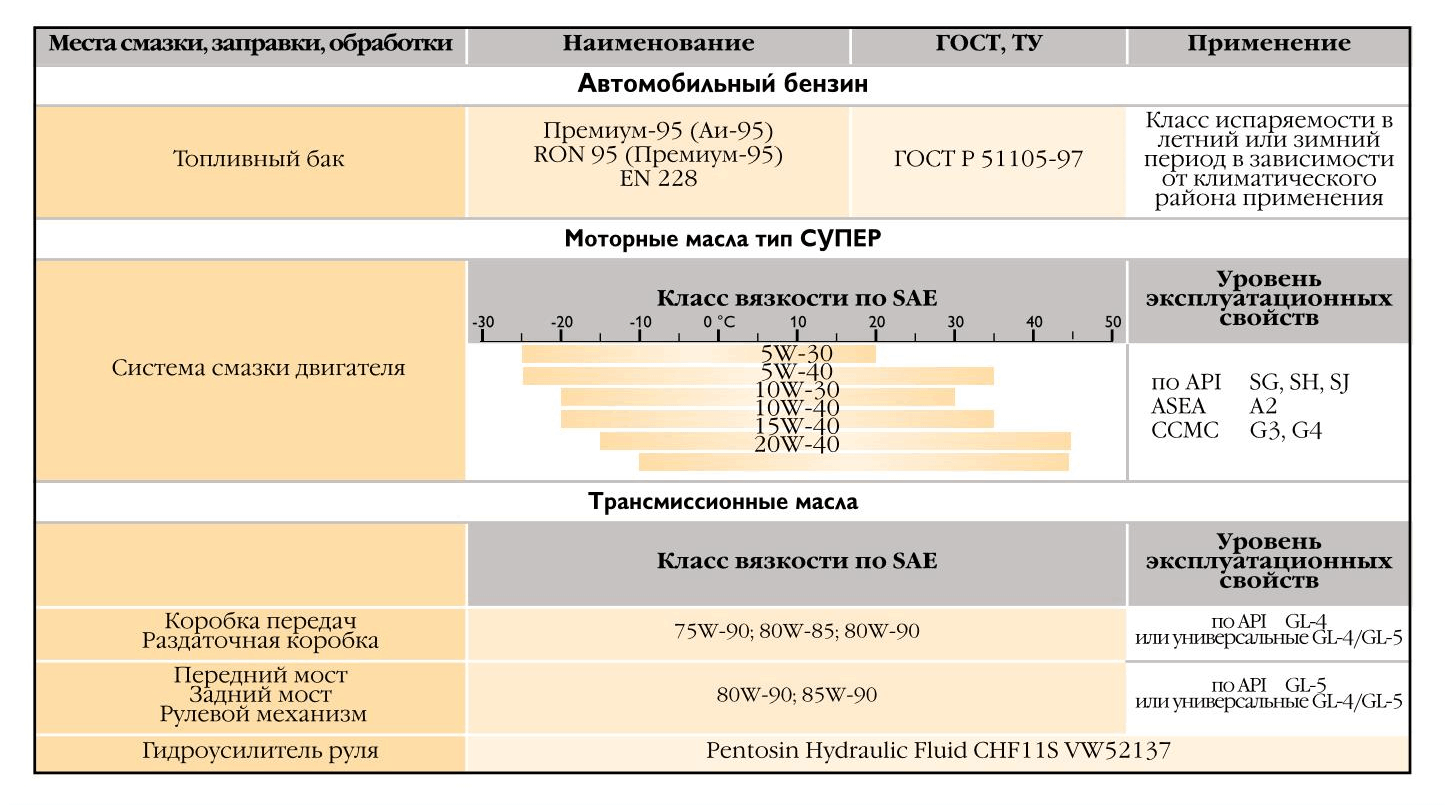 Места смазки, заправки, обработки
Наименование
ГОСТ, ТУ
Применение
Автомобильный бензин
Топливный бак
Премиум-95 (Аи-95)
RON 95 (Премиум-95)
EN 228
ГОСТ Р 51105-97
Класс испаряемости в
летний или зимний
период в зависимости
от климатического
района применения
Моторные масла тип СУПЕР
Система смазки двигателя
Класс вязкости по SAE
-30 -20 -10 0 °C 10 20 30 40 50
5W-30
5W-40
10W-30
10W-40
15W-40
20W-40
Уровень
эксплуатационных
свойств
по API SG, SH, SJ
ASEA A2
CCMC G3, G4
Трансмиссионные масла
Класс вязкости по SAE
Уровень
эксплуатационных
свойств
Коробка передач
Раздаточная коробка
75W-90; 80W-85; 80W-90
по API GL-4
или универсальные GL-4/GL-5
Передний мост
Задний мост
Рулевой механизм
80W-90; 85W-90
по API GL-5
или универсальные GL-4/GL-5
Гидроусилитель руля
Pentosin Hydraulic Fluid CHF11S VW52137